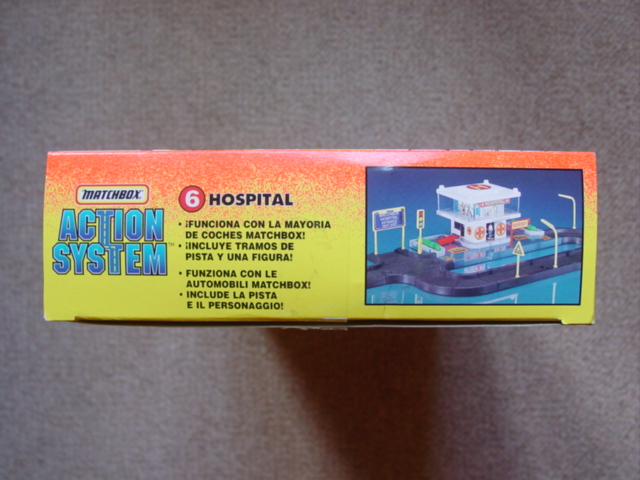 MATCHBOX
ACTION
SYSTEM™
6 HOSPITAL
• ¡FUNCIONA CON LA MAYORIA
DE COCHES MATCHBOX!
• ¡INCLUYE TRAMOS DE
PISTA Y UNA FIGURA!
• FUNZIONA CON LE
AUTOMOBILI MATCHBOX!
• INCLUDE LA PISTA
E IL PERSONAGGIO!